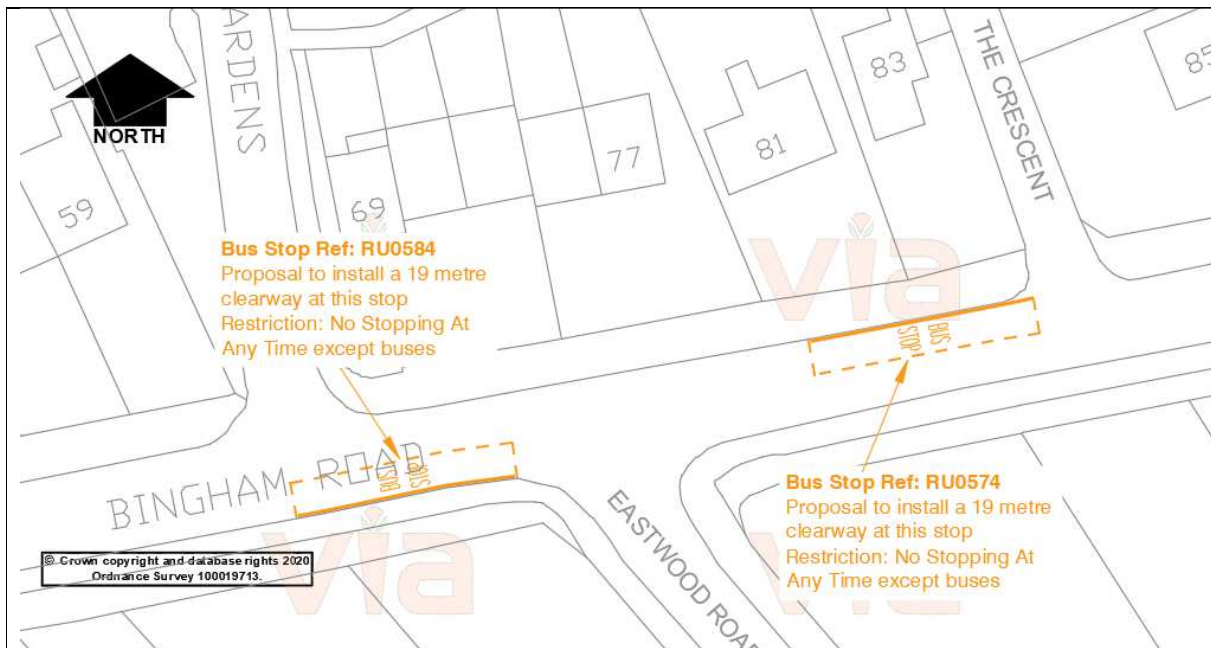 ARDENS
NORTH
59
69
77
81
83
85
THE CRESCENT
Bus Stop Ref: RU0584
Proposal to install a 19 metre
clearway at this stop
Restriction: No Stopping At
Any Time except buses
via
via
BUS
STOP
BINGHAM ROAD
BUS
STOP
Bus Stop Ref: RU0574
Proposal to install a 19 metre
clearway at this stop
Restriction: No Stopping At
Any Time except buses
EASTWOOD ROAD
© Crown copyright and database rights 2020
Ordnance Survey 100019713.
via
via